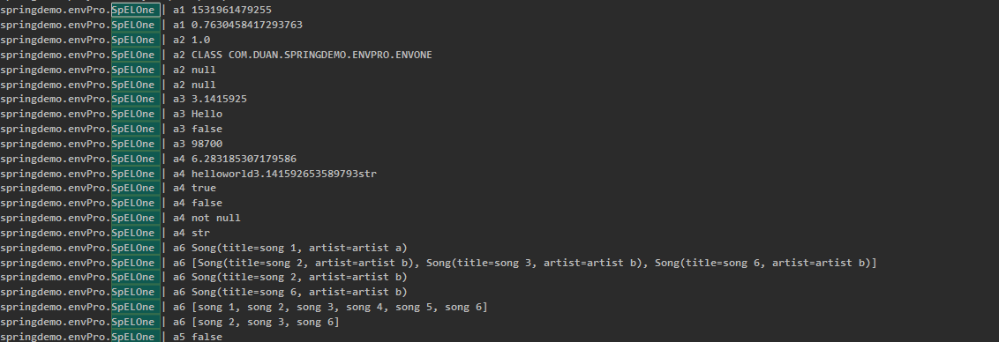 springdemo.envPro.SpELOne | a1 1531961479255
springdemo.envPro.SpELOne | a1 0.7630458417293763
springdemo.envPro.SpELOne | a2 1.0
springdemo.envPro.SpELOne | a2 CLASS COM.DUAN.SPRINGDEMO.ENVPRO.ENVONE
springdemo.envPro.SpELOne | a2 null
springdemo.envPro.SpELOne | a2 null
springdemo.envPro.SpELOne | a3 3.1415925
springdemo.envPro.SpELOne | a3 Hello
springdemo.envPro.SpELOne | a3 false
springdemo.envPro.SpELOne | a3 98700
springdemo.envPro.SpELOne | a4 6.283185307179586
springdemo.envPro.SpELOne | a4 helloworld3.141592653589793str
springdemo.envPro.SpELOne | a4 true
springdemo.envPro.SpELOne | a4 false
springdemo.envPro.SpELOne | a4 not null
springdemo.envPro.SpELOne | a4 str
springdemo.envPro.SpELOne | a6 Song(title=song 1, artist=artist a)
springdemo.envPro.SpELOne | a6 [Song(title=song 2, artist=artist b), Song(title=song 3, artist=artist b), Song(title=song 6, artist=artist b)]
springdemo.envPro.SpELOne | a6 Song(title=song 2, artist=artist b)
springdemo.envPro.SpELOne | a6 Song(title=song 6, artist=artist b)
springdemo.envPro.SpELOne | a6 [song 1, song 2, song 3, song 4, song 5, song 6]
springdemo.envPro.SpELOne | a6 [song 2, song 3, song 6]
springdemo.envPro.SpELOne | a5 false